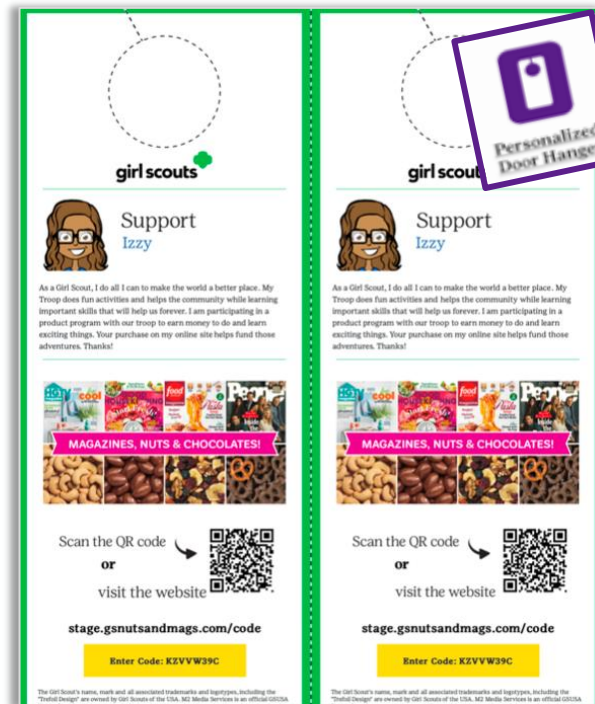 girl scouts
Support
Izzy
As a Girl Scout, I do all I can to make the world a better place. My
Troop does fun activities and helps the community while learning
important skills that will help us forever. I am participating in a
product program with our troop to earn money to do and learn
exciting things. Your purchase on my online site helps fund those
adventures. Thanks!
cool
food
MAGAZINES, NUTS & CHOCOLATES!
Scan the QR code
or
visit the website
stage.gsnutsandmags.com/code
Enter Code: KZVVW39C
The Girl Scout's name, mark and all associated trademarks and logotypes, including the
"Trefoil Design" are owned by Girl Scouts of the USA. M2 Media Services is an official GSUSA
Personalized
Door Hange
girl scout
Support
Izzy
As a Girl Scout, I do all I can to make the world a better place. My
Troop does fun activities and helps the community while learning
important skills that will help us forever. I am participating in a
product program with our troop to earn money to do and learn
exciting things. Your purchase on my online site helps fund those
adventures. Thanks!
cool
food
MAGAZINES, NUTS & CHOCOLATES!
Scan the QR code
or
visit the website
stage.gsnutsandmags.com/code
Enter Code: KZVVW39C
The Girl Scout's name, mark and all associated trademarks and logotypes, including the
"Trefoil Design" are owned by Girl Scouts of the USA. M2 Media Services is an official GSUSA